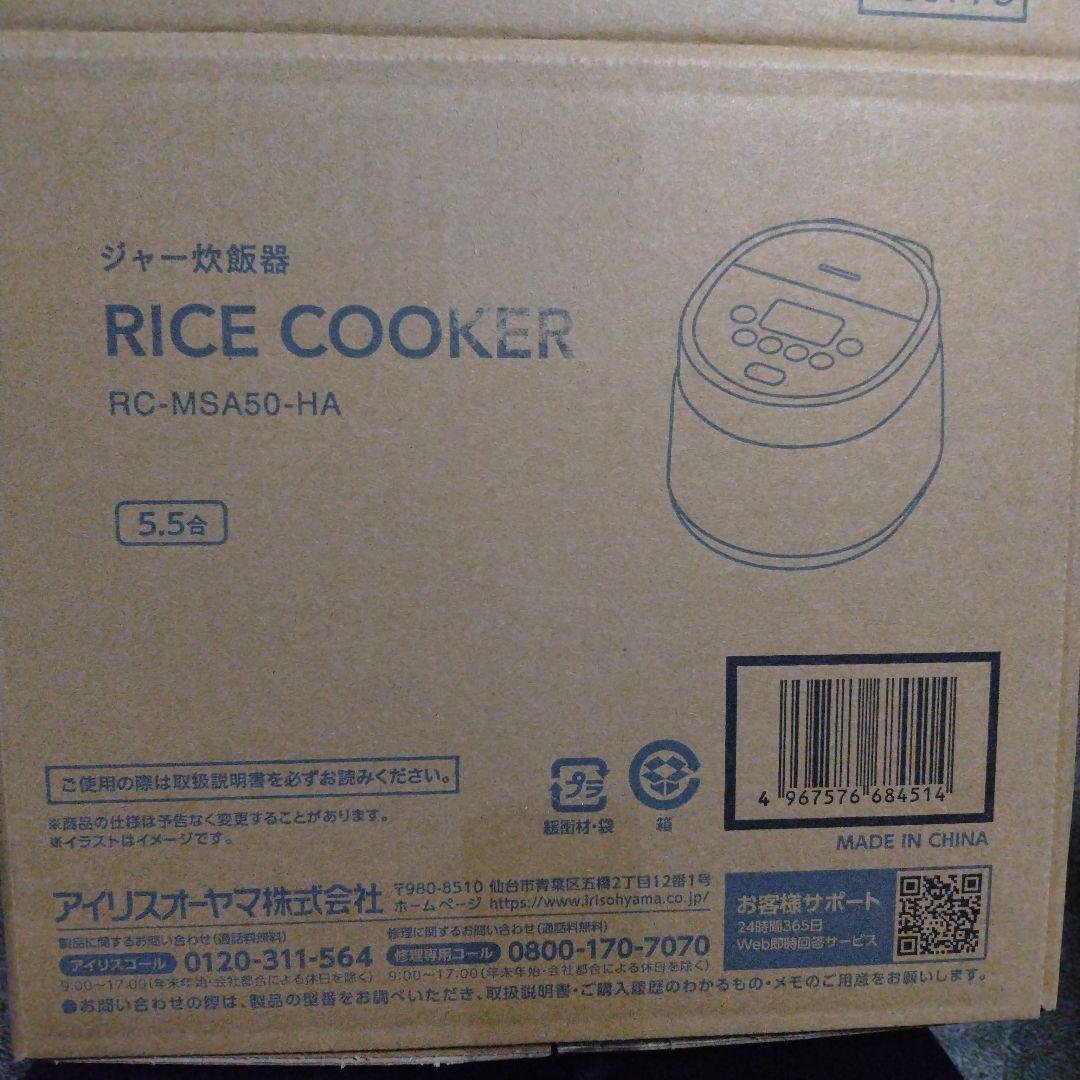 ジャー炊飯器
RICE COOKER
RC-MSA50-HA
5.5合
ご使用の際は取扱説明書を必ずお読みください。
※商品の仕様は予告なく変更することがあります。
※イラストはイメージです。
プラ
緩衝材・袋
箱
4 967576 684514
MADE IN CHINA
アイリスオーヤマ株式会社
〒980-8510 仙台市青葉区五橋2丁目12番1号
ホームページ https://www.irisohyama.co.jp/
製品に関するお問い合わせ(通話料無料)
アイリスコール 0120-311-564
9:00~17:00(年末年始・会社都合による休日を除く)
修理に関するお問い合わせ(通話料無料)
修理専用コール 0800-170-7070
9:00~17:00(年末年始・会社都合による休日を除く)
お客様サポート
24時間365日
Web即時回答サービス
●お問い合わせの際は、製品の型番をお調べいただき、取扱説明書・ご購入履歴のわかるもの・メモのご用意をお願いします。